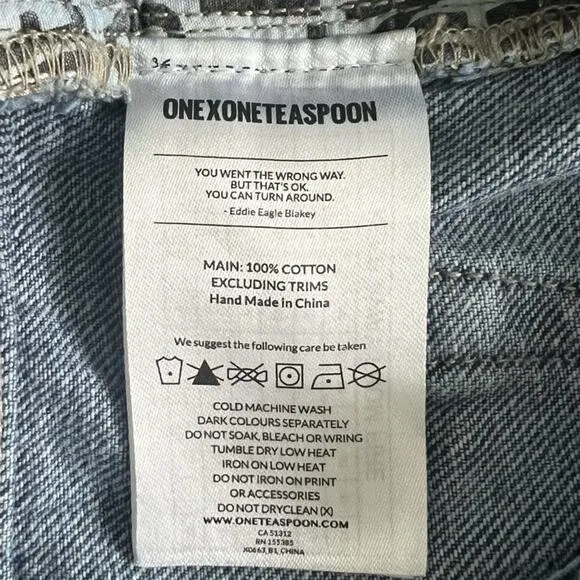 ONEXONETEASPOON
YOU WENT THE WRONG WAY.
BUT THAT'S OK.
YOU CAN TURN AROUND.
- Eddie Eagle Blakey
MAIN: 100% COTTON
EXCLUDING TRIMS
Hand Made in China
We suggest the following care be taken
COLD MACHINE WASH
DARK COLOURS SEPARATELY
DO NOT SOAK, BLEACH OR WRING
TUMBLE DRY LOW HEAT
IRON ON LOW HEAT
DO NOT IRON ON PRINT
OR ACCESSORIES
DO NOT DRYCLEAN (X)
WWW.ONETEASPOON.COM
CA 51312
RN 155385
X0663_B1_CHINA